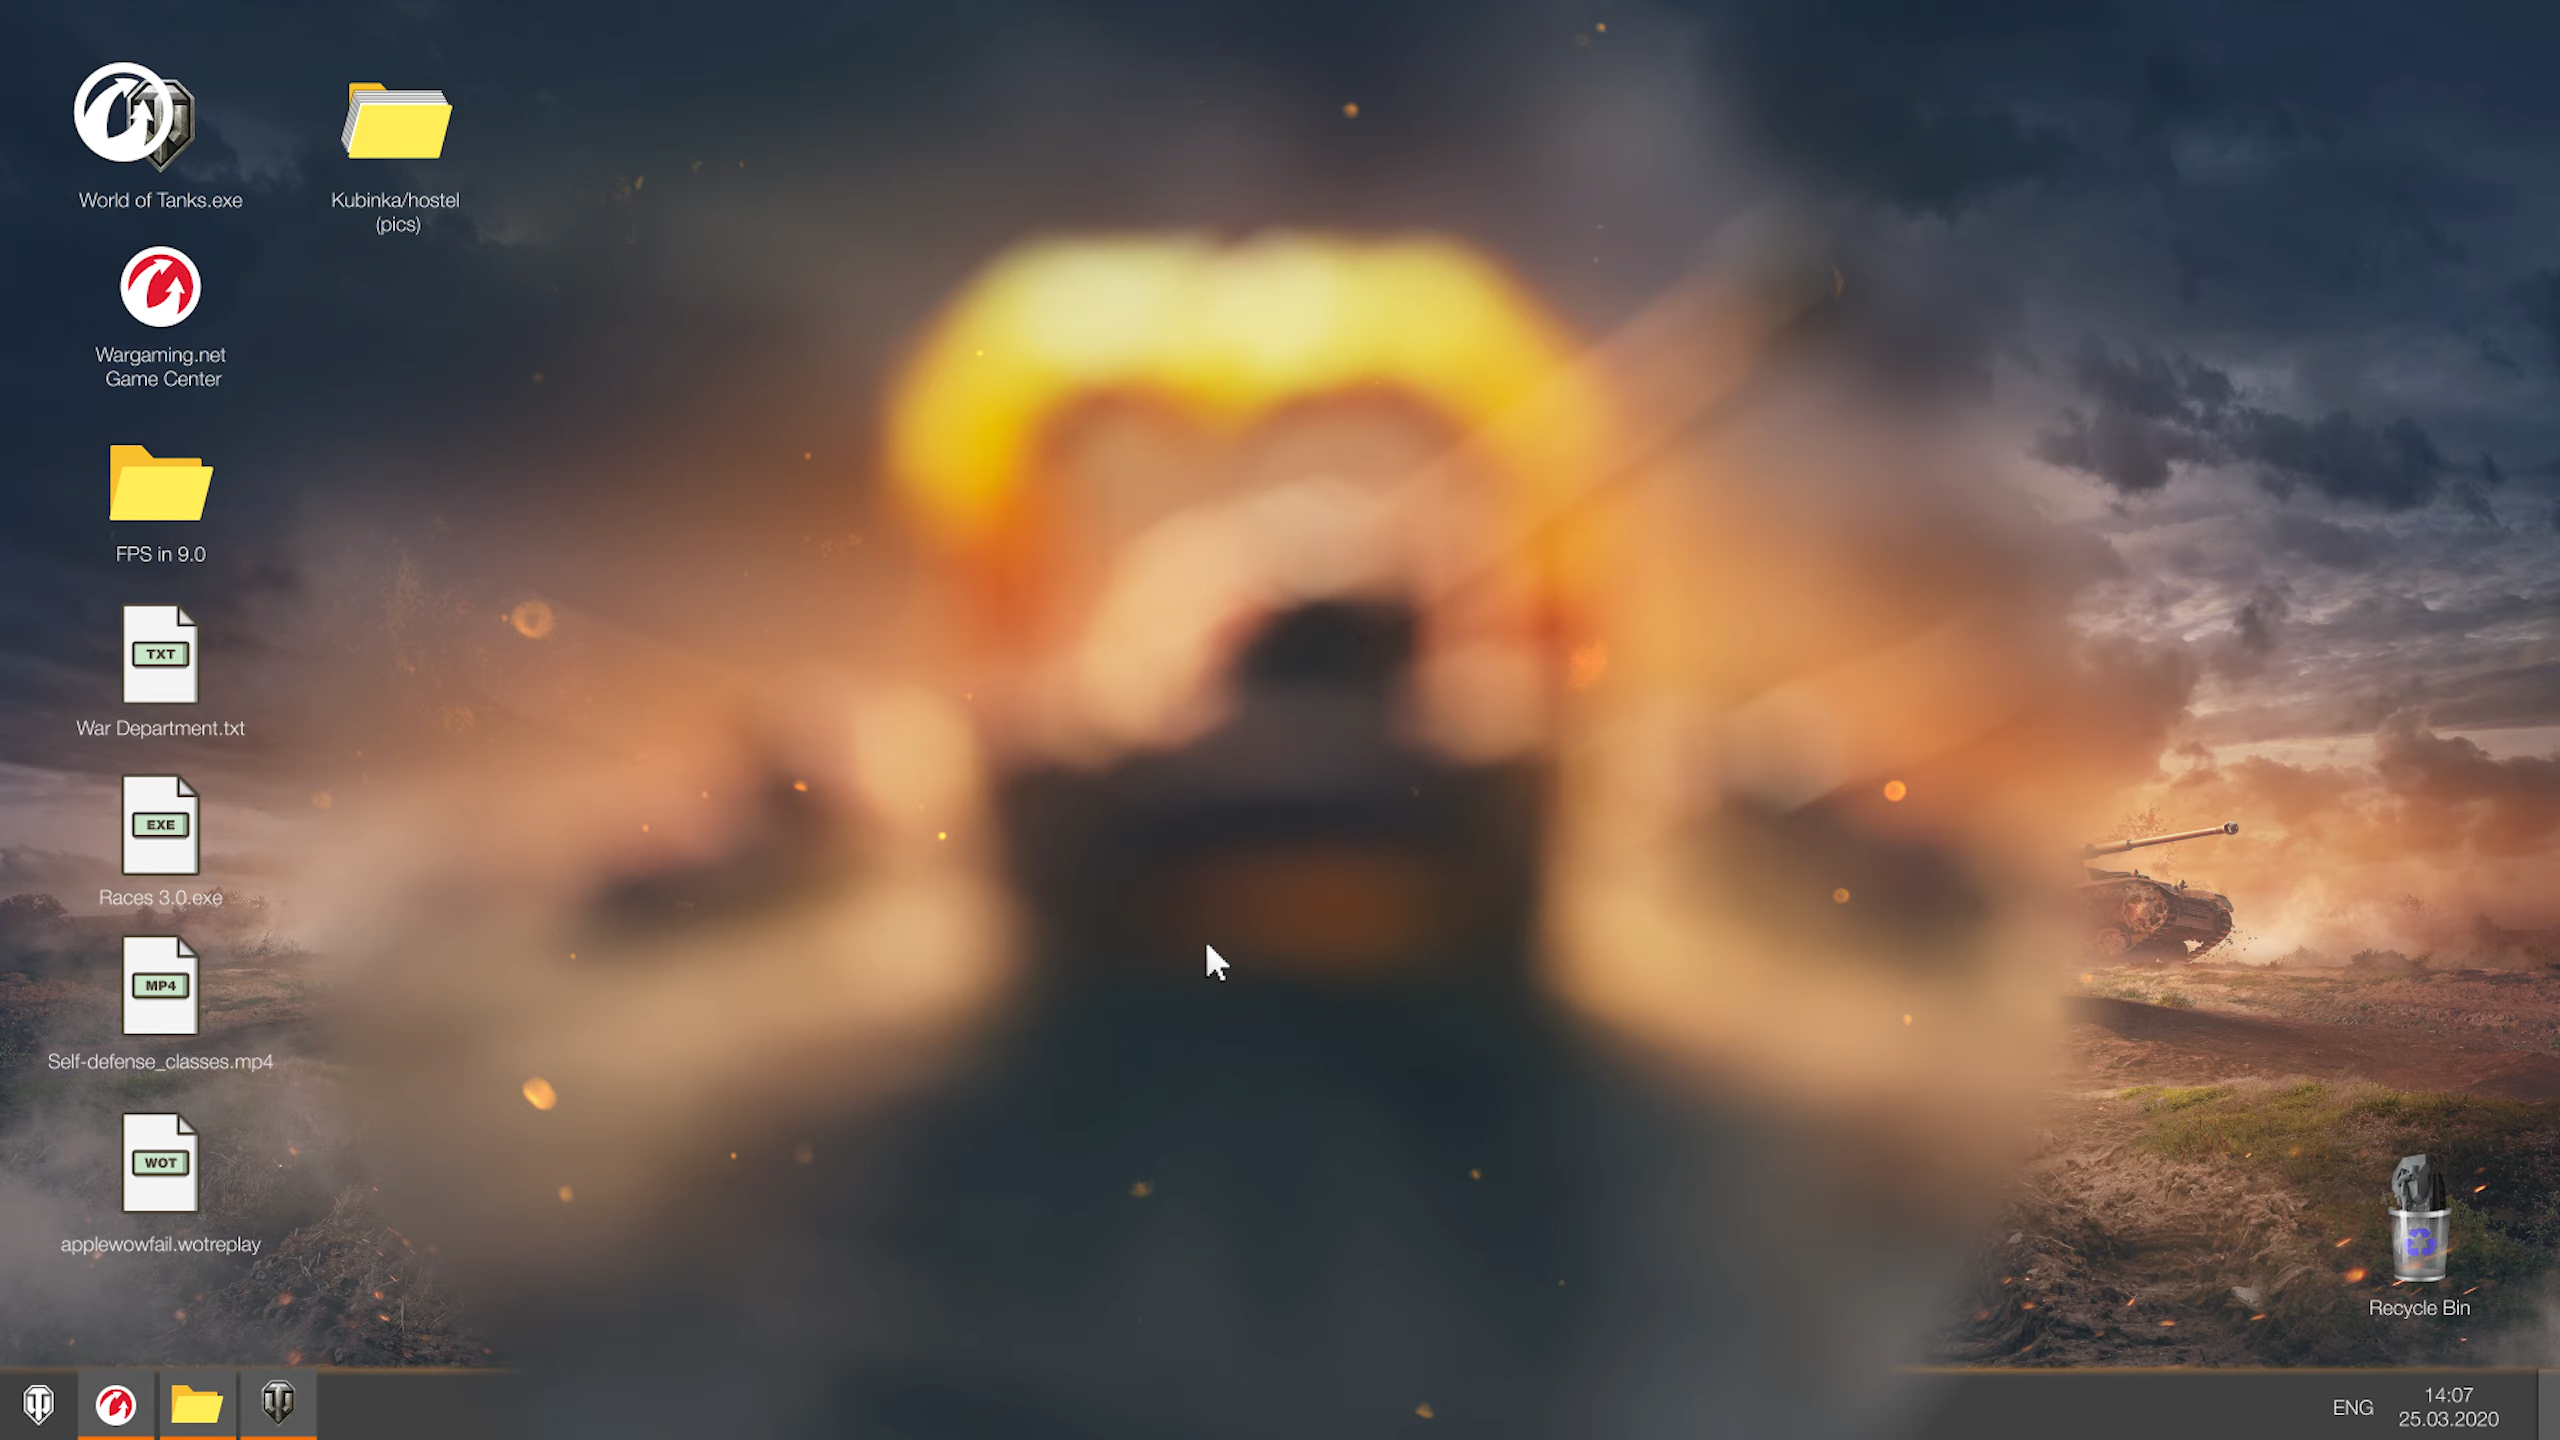 World of Tanks.exe
Kubinka/hostel
(pics)
Wargaming.net
Game Center
FPS in 9.0
TXT
War Department.txt
EXE
Races 3.0.exe
MP4
Self-defense_classes.mp4
WOT
applewowfail.wotreplay
Recycle Bin
ENG
14:07
25.03.2020